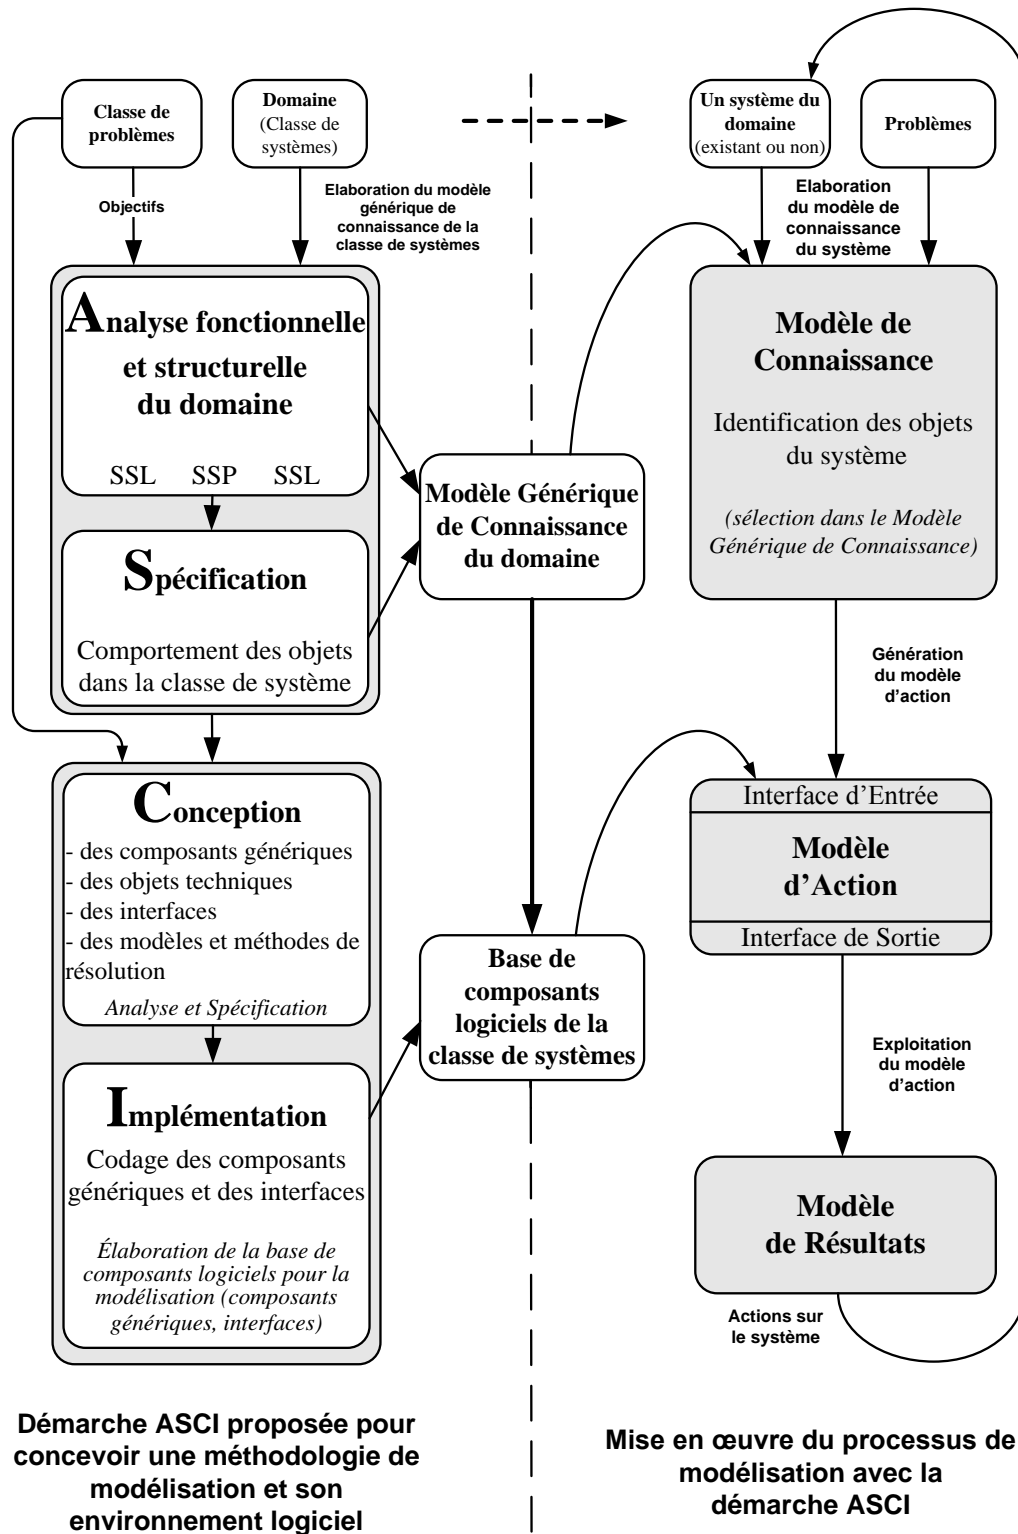 Classe de
problèmes
Domaine
(Classe de
systèmes)
Objectifs
Elaboration du modèle
générique de
connaissance de la
classe de systèmes
Analyse fonctionnelle
et structurelle
du domaine
SSL SSP SSL
Spécification
Comportement des objets
dans la classe de système
Conception
- des composants génériques
- des objets techniques
- des interfaces
- des modèles et méthodes de
résolution
Analyse et Spécification
Implémentation
Codage des composants
génériques et des interfaces
Élaboration de la base de
composants logiciels pour la
modélisation (composants
génériques, interfaces)
Démarche ASCI proposée pour
concevoir une méthodologie de
modélisation et son
environnement logiciel
Modèle Générique
de Connaissance
du domaine
Base de
composants
logiciels de la
classe de systèmes
Un système du
domaine
(existant ou non)
Problèmes
Elaboration
du modèle de
connaissance
du système
Modèle de
Connaissance
Identification des objets
du système
(sélection dans le Modèle
Générique de Connaissance)
Génération
du modèle
d’action
Interface d’Entrée
Modèle
d’Action
Interface de Sortie
Exploitation
du modèle
d’action
Modèle
de Résultats
Actions sur
le système
Mise en œuvre du processus de
modélisation avec la
démarche ASCI